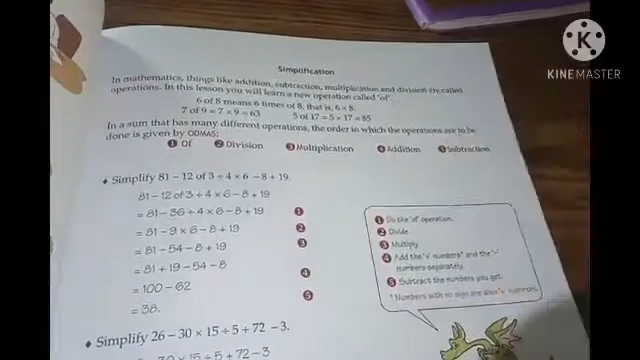 KINEMASTER
Simplification
In mathematics, things like addition, subtraction, multiplication and division are called
operations. In this lesson you will learn a new operation called 'of'.
6 of 8 means 6 times of 8, that is, 6 × 8.
7 of 9 = 7 × 9 = 63 5 of 17 = 5 × 17 = 85
In a sum that has many different operations, the order in which the operations are to be
done is given by ODMAS:
1 Of 2 Division 3 Multiplication 4 Addition 5 Subtraction
Simplify 81 – 12 of 3 ÷ 4 × 6 – 8 + 19.
81 – 12 of 3 ÷ 4 × 6 – 8 + 19
= 81 – 36 ÷ 4 × 6 – 8 + 19 1
= 81 – 9 × 6 – 8 + 19 2
= 81 – 54 – 8 + 19 3
= 81 + 19 – 54 – 8
= 100 – 62 4
= 38. 5
1 Do the 'of' operation.
2 Divide
3 Multiply
4 Add the '+' numbers* and the '–'
numbers separately.
5 Subtract the numbers you get.
* Numbers with no sign are also '+' numbers.
Simplify 26 – 30 × 15 ÷ 5 + 72 – 3.
30 × 15 ÷ 5 + 72 – 3